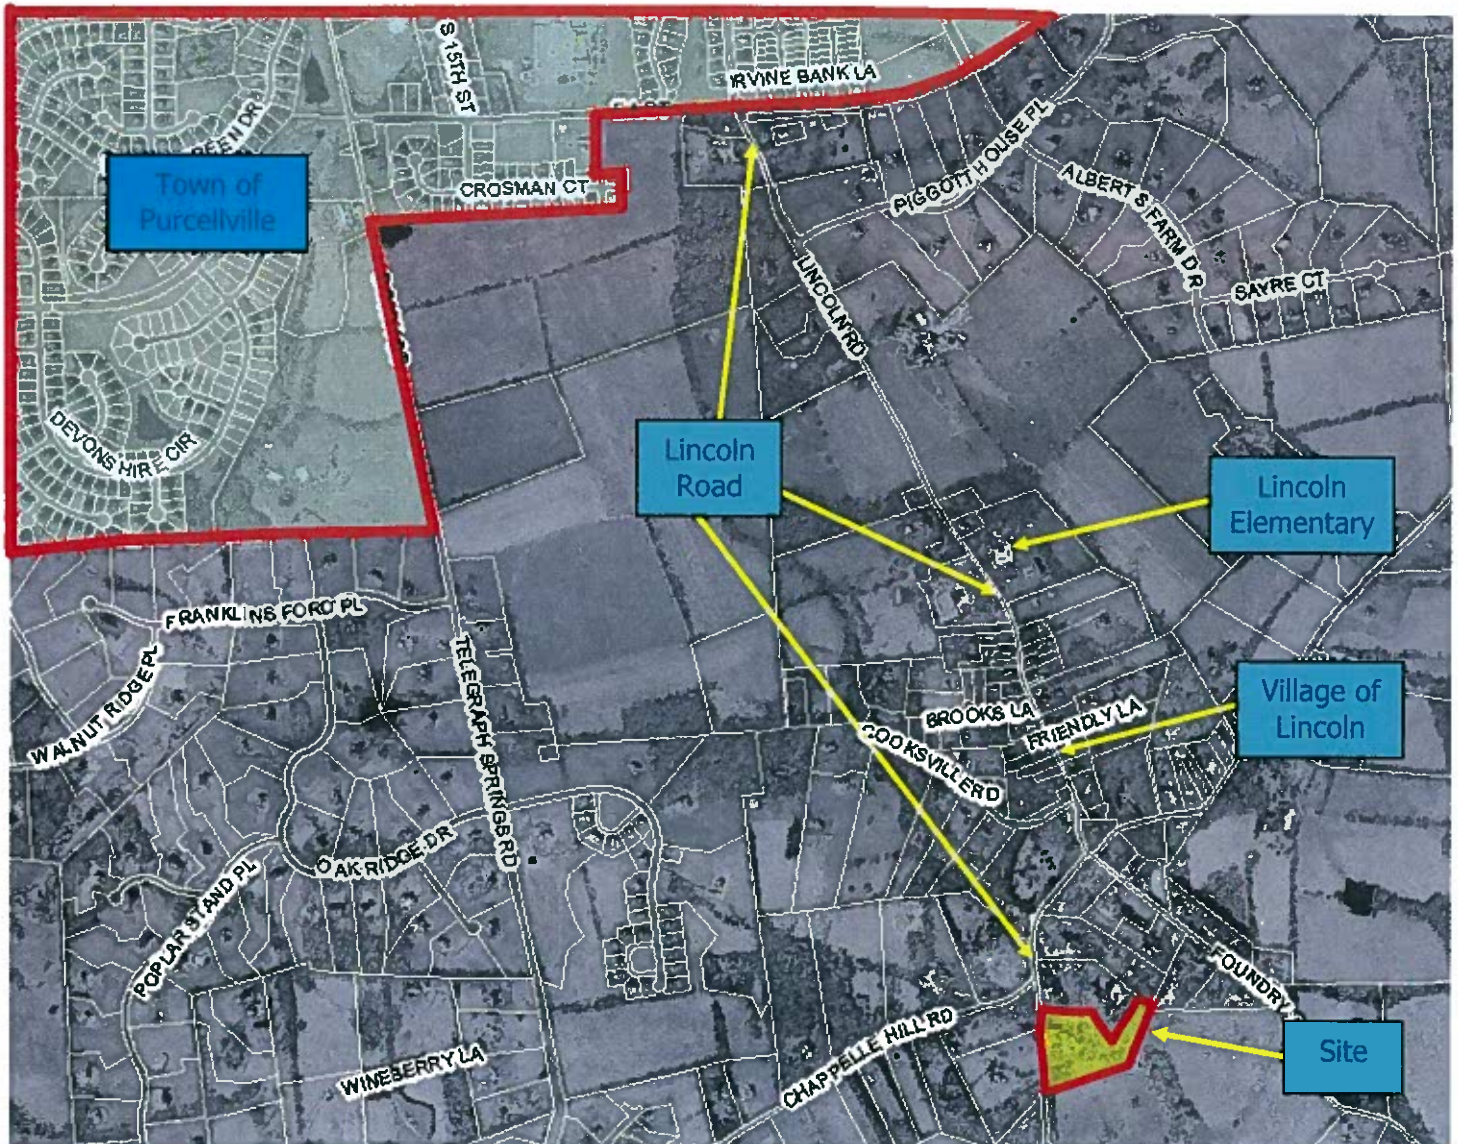 S 15TH ST
IRVINE BANK LA
Town of
Purcellville
CROSMAN CT
PIGGOTT HOUSE PL
ALBERT S FARM DR
SAYRE CT
LINCOLN RD
DEVONSHIRE CIR
Lincoln
Road
Lincoln
Elementary
FRANKLINS FORD PL
WALNUT RIDGE PL
TELEGRAPH SPRINGS RD
Village of
Lincoln
BROOKS LA
FRIENDLY LA
COOKSVILLE RD
OAK RIDGE DR
POPLAR STAND PL
FOUNDRY
CHAPPELLE HILL RD
Site
WINEBERRY LA